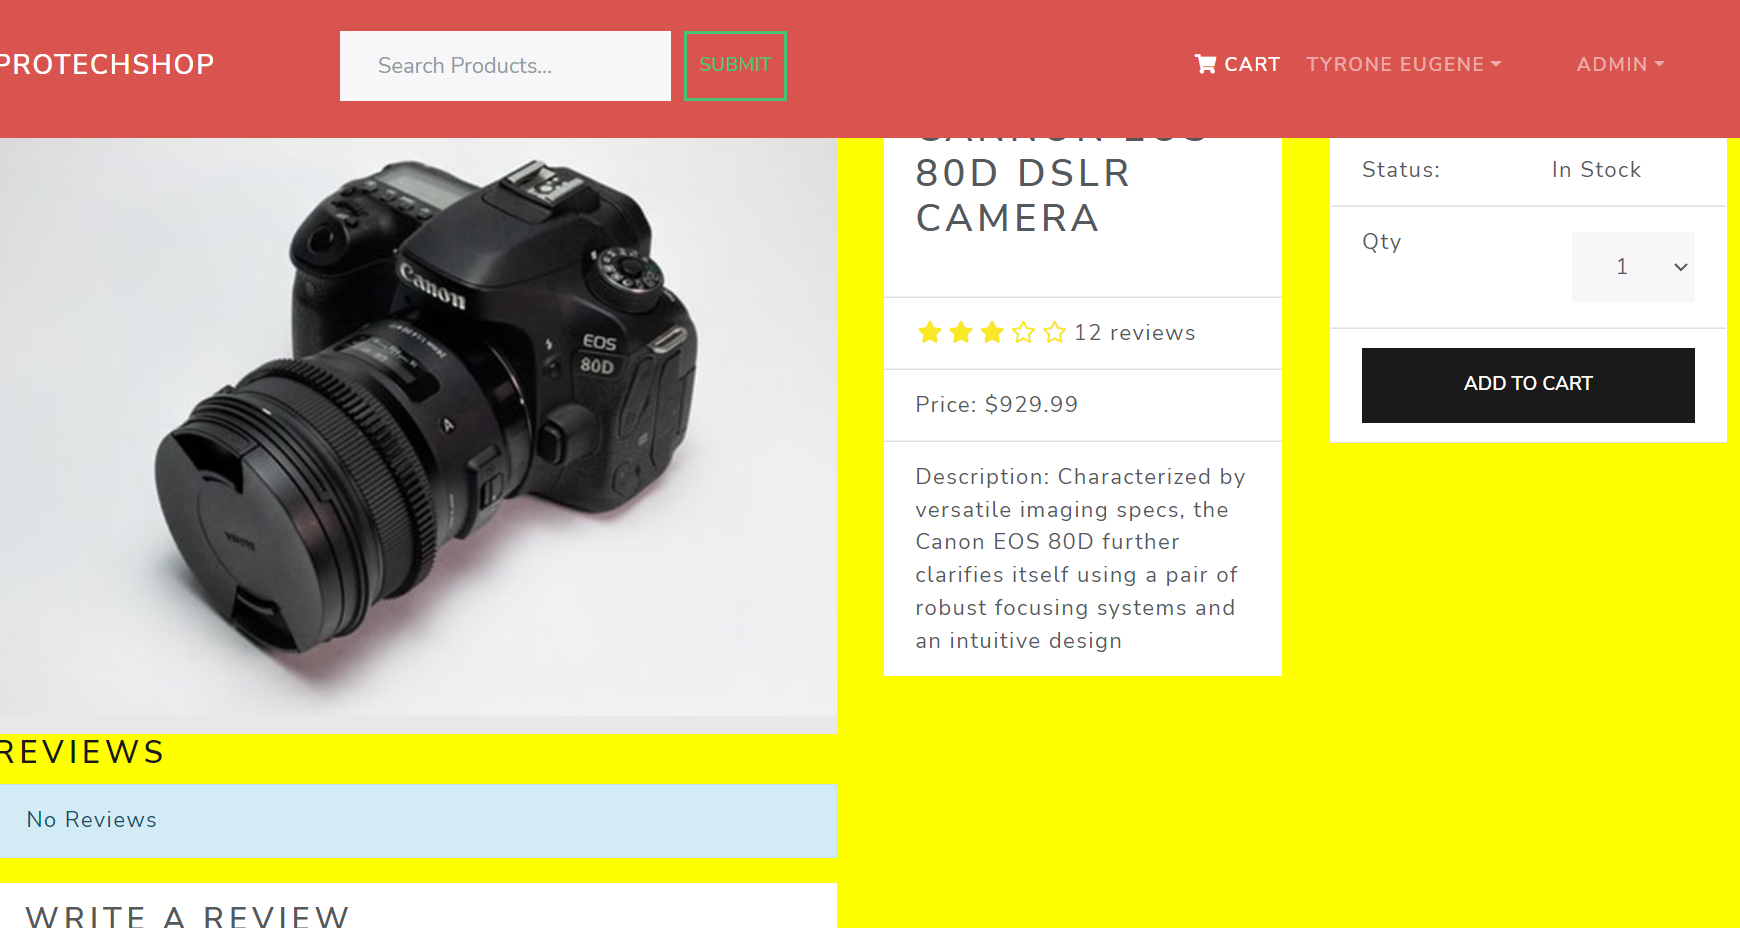 PROTECHSHOP
Search Products...
SUBMIT
CART
TYRONE EUGENE
ADMIN
Canon
EOS
80D
A
CANNON EOS
80D DSLR
CAMERA
12 reviews
Price: $929.99
Description: Characterized by
versatile imaging specs, the
Canon EOS 80D further
clarifies itself using a pair of
robust focusing systems and
an intuitive design
Status: In Stock
Qty 1
ADD TO CART
REVIEWS
No Reviews
WRITE A REVIEW